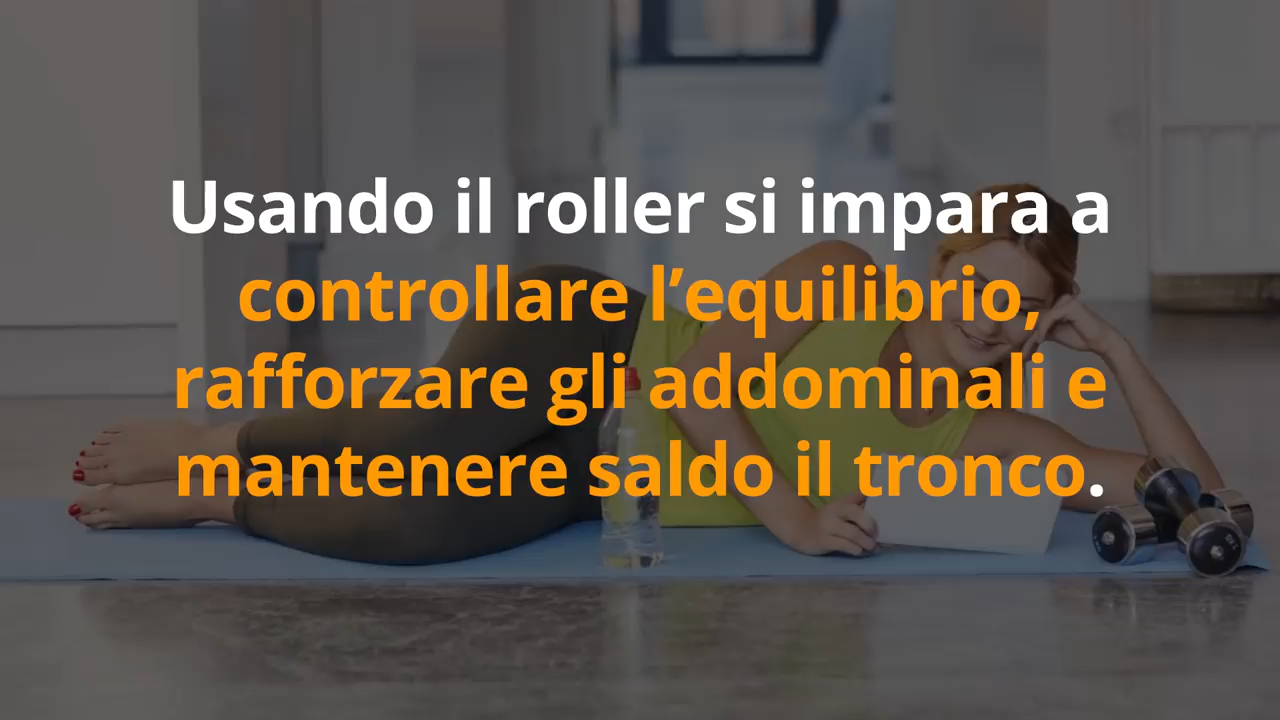 Usando il roller si impara a
controllare l’equilibrio,
rafforzare gli addominali e
mantenere saldo il tronco.